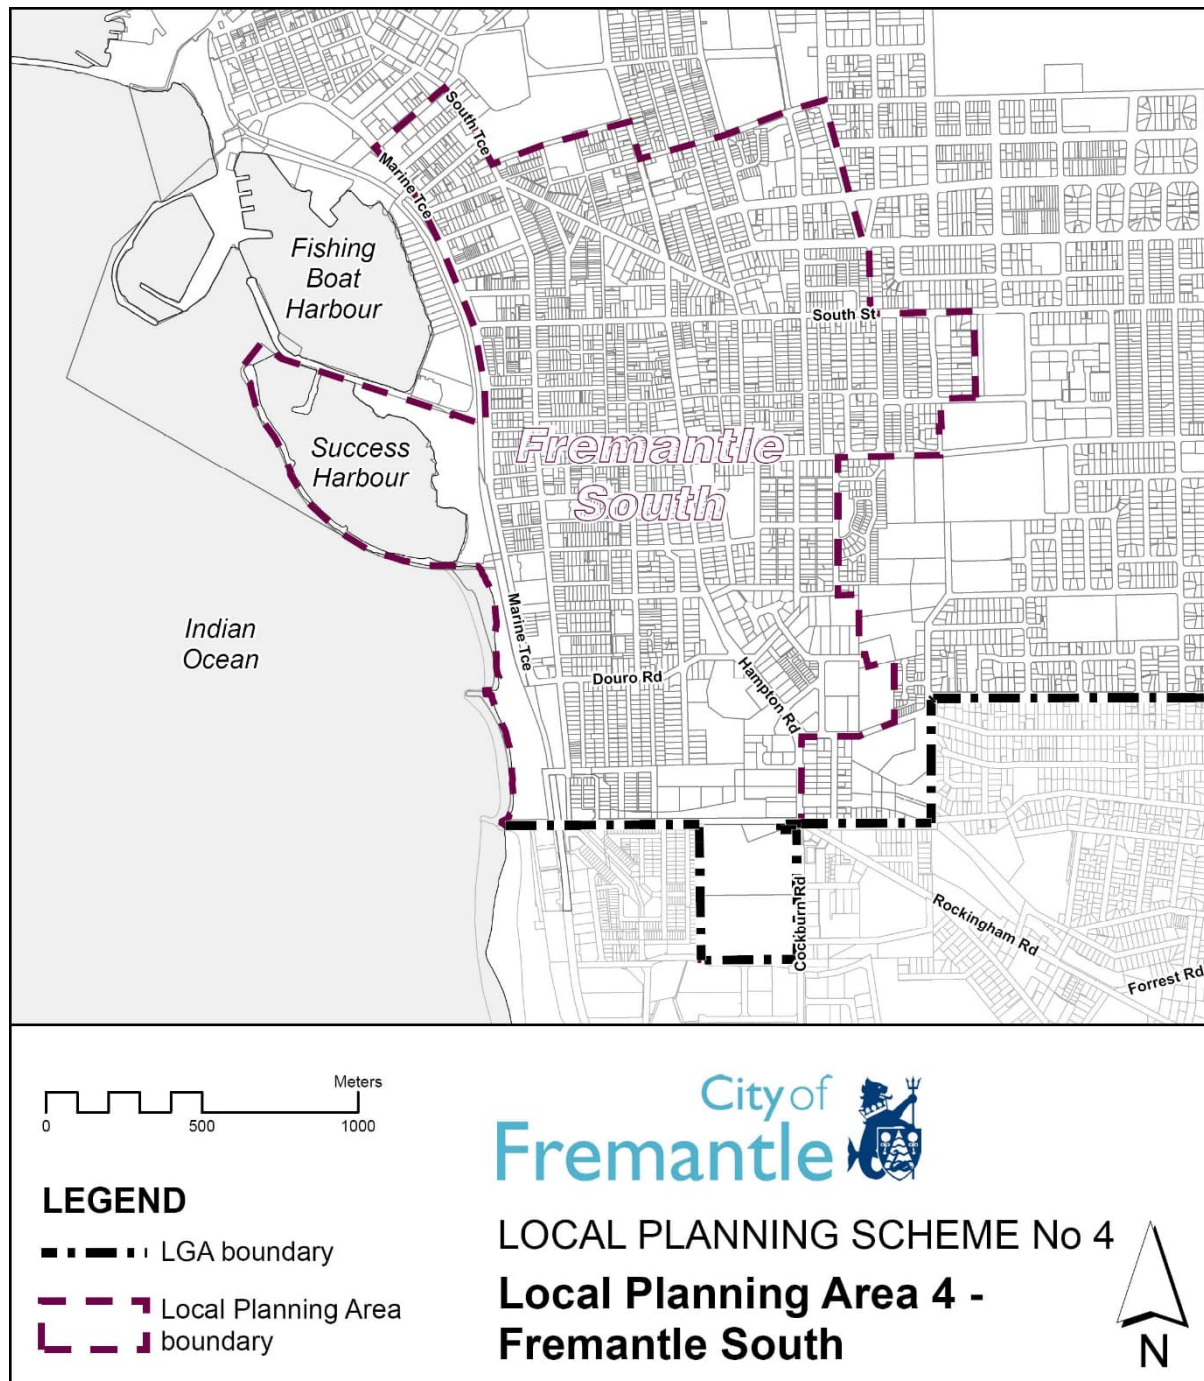 South Tce
Marine Tce
Fishing
Boat
Harbour
South St
Success
Harbour
Fremantle
South
Indian
Ocean
Marine Tce
Douro Rd
Hampton Rd
Cockburn Rd
Rockingham Rd
Forrest Rd
Meters
0 500 1000
City of
Fremantle
LEGEND
LGA boundary
Local Planning Area
boundary
LOCAL PLANNING SCHEME No 4
Local Planning Area 4 -
Fremantle South
N